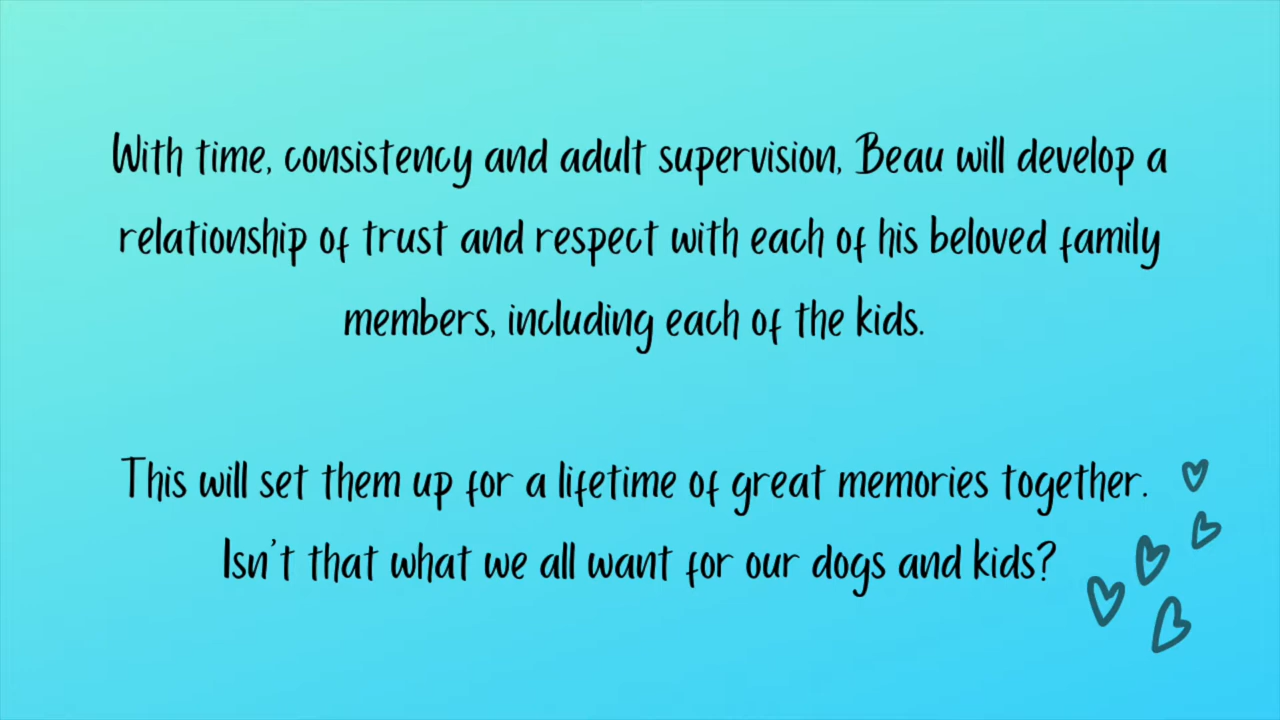 With time, consistency and adult supervision, Beau will develop a
relationship of trust and respect with each of his beloved family
members, including each of the kids.
This will set them up for a lifetime of great memories together.
Isn't that what we all want for our dogs and kids?